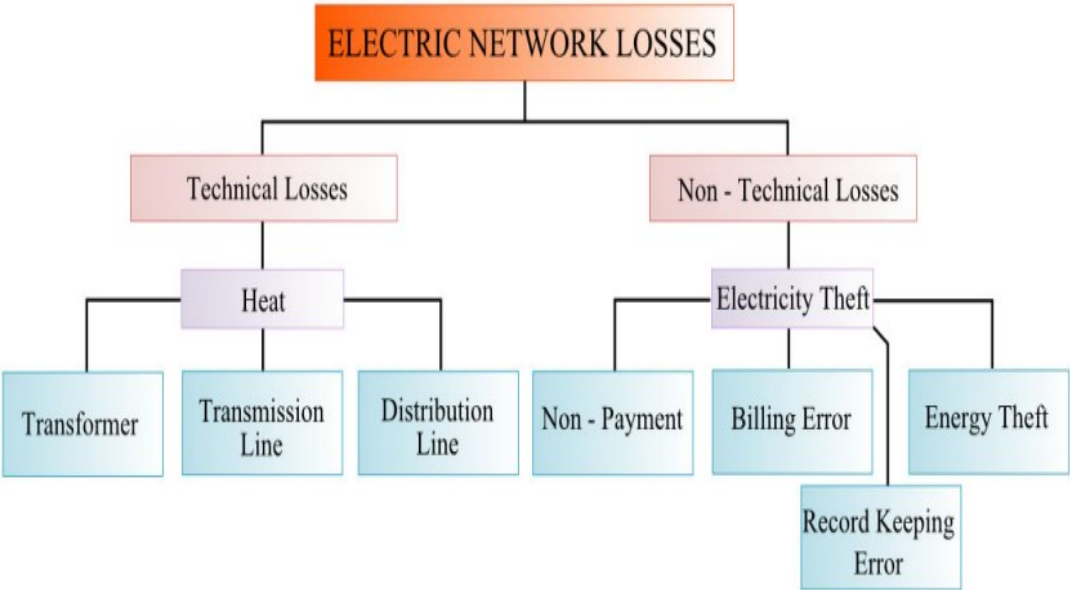 ELECTRIC NETWORK LOSSES
Technical Losses
Non - Technical Losses
Heat
Electricity Theft
Transformer
Transmission
Line
Distribution
Line
Non - Payment
Billing Error
Energy Theft
Record Keeping
Error